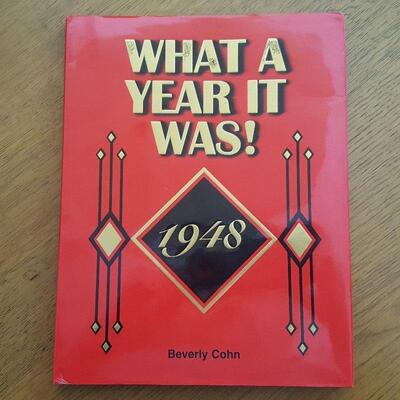 WHAT A
YEAR IT
WAS!
1948
Beverly Cohn